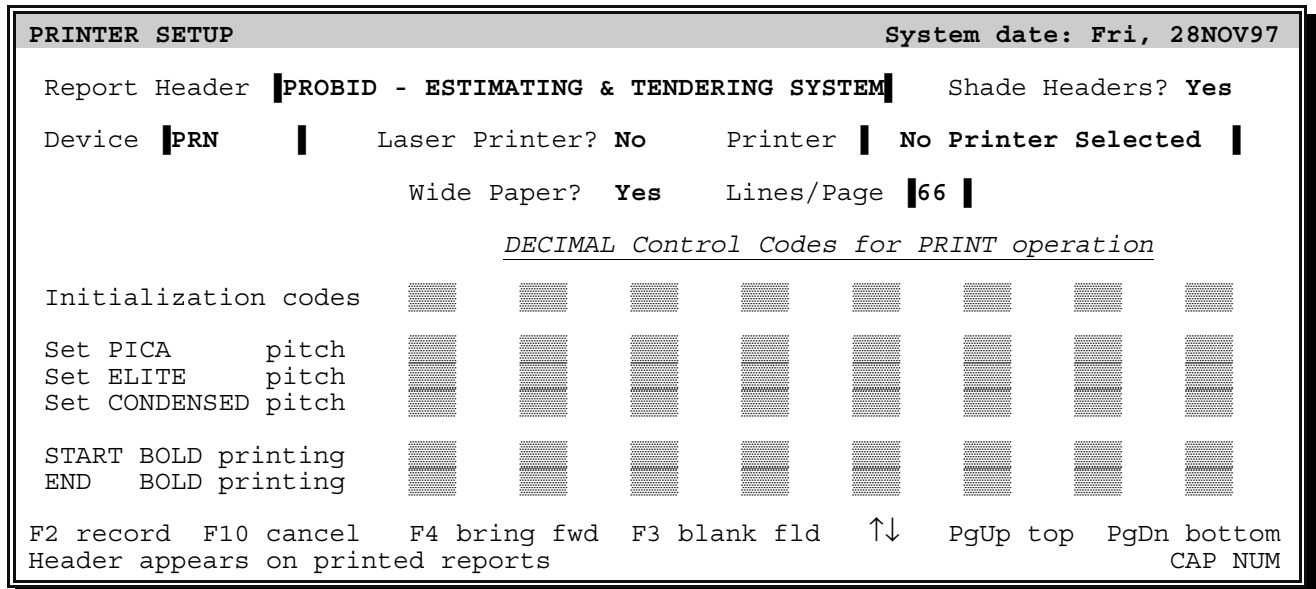 PRINTER SETUP System date: Fri, 28NOV97
Report Header PROBID - ESTIMATING & TENDERING SYSTEM Shade Headers? Yes
Device PRN Laser Printer? No Printer No Printer Selected
Wide Paper? Yes Lines/Page 66
DECIMAL Control Codes for PRINT operation
Initialization codes
Set PICA pitch
Set ELITE pitch
Set CONDENSED pitch
START BOLD printing
END BOLD printing
F2 record F10 cancel F4 bring fwd F3 blank fld ↑↓ PgUp top PgDn bottom
Header appears on printed reports CAP NUM